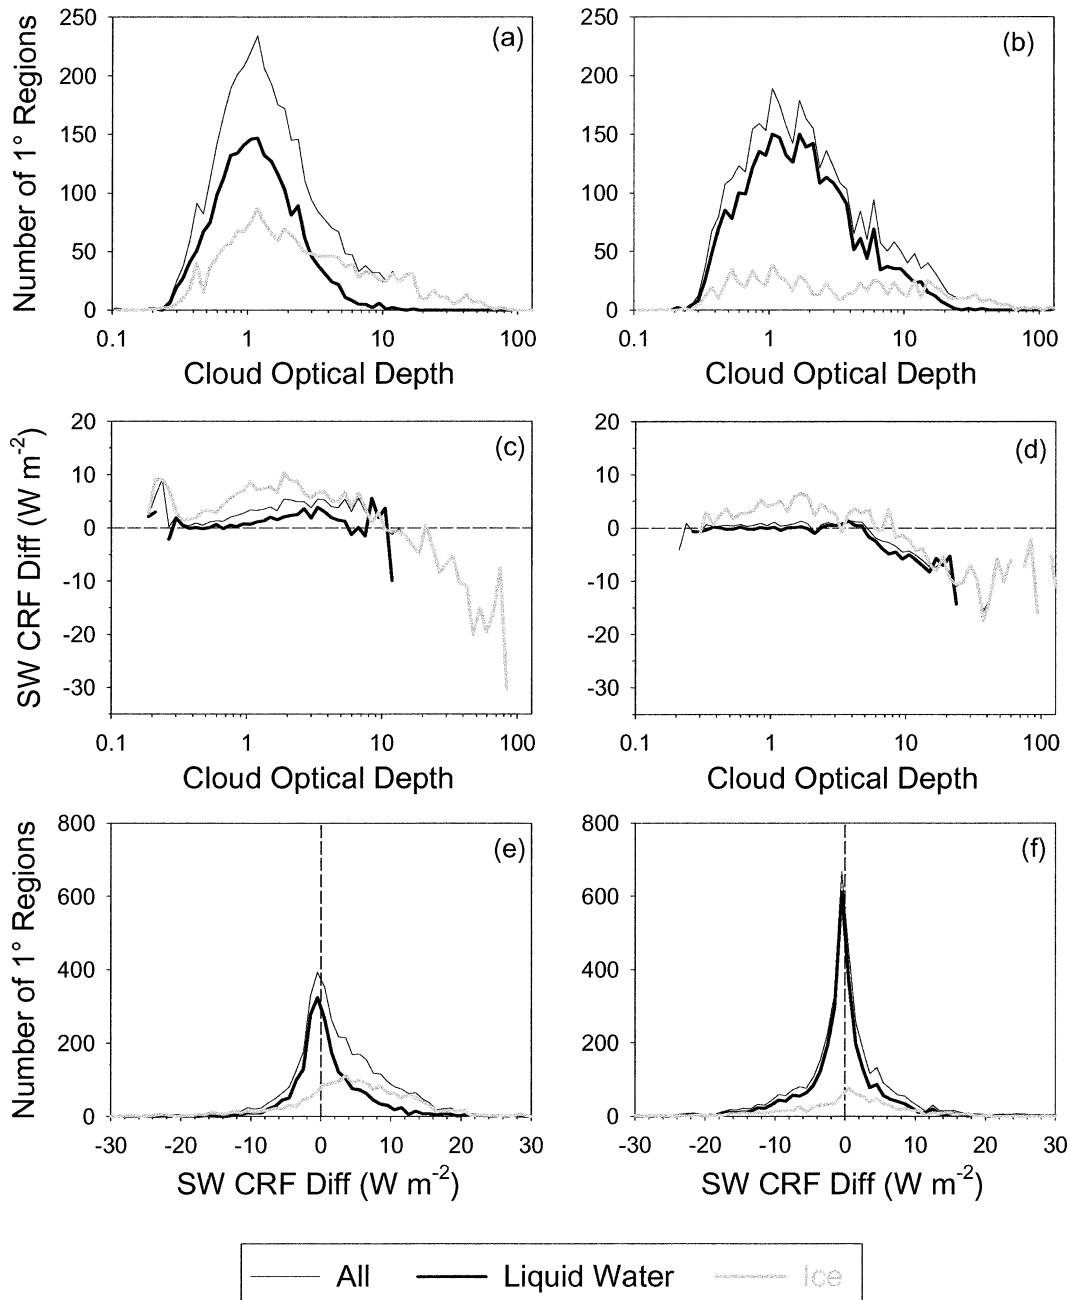 250
200
150
100
50
0
Number of 1° Regions
(a)
0.1 1 10 100
Cloud Optical Depth
250
200
150
100
50
0
(b)
0.1 1 10 100
Cloud Optical Depth
20
10
0
-10
-20
-30
SW CRF Diff (W m-2)
(c)
0.1 1 10 100
Cloud Optical Depth
20
10
0
-10
-20
-30
(d)
0.1 1 10 100
Cloud Optical Depth
800
600
400
200
0
Number of 1° Regions
(e)
-30 -20 -10 0 10 20 30
SW CRF Diff (W m-2)
800
600
400
200
0
(f)
-30 -20 -10 0 10 20 30
SW CRF Diff (W m-2)
All Liquid Water Ice